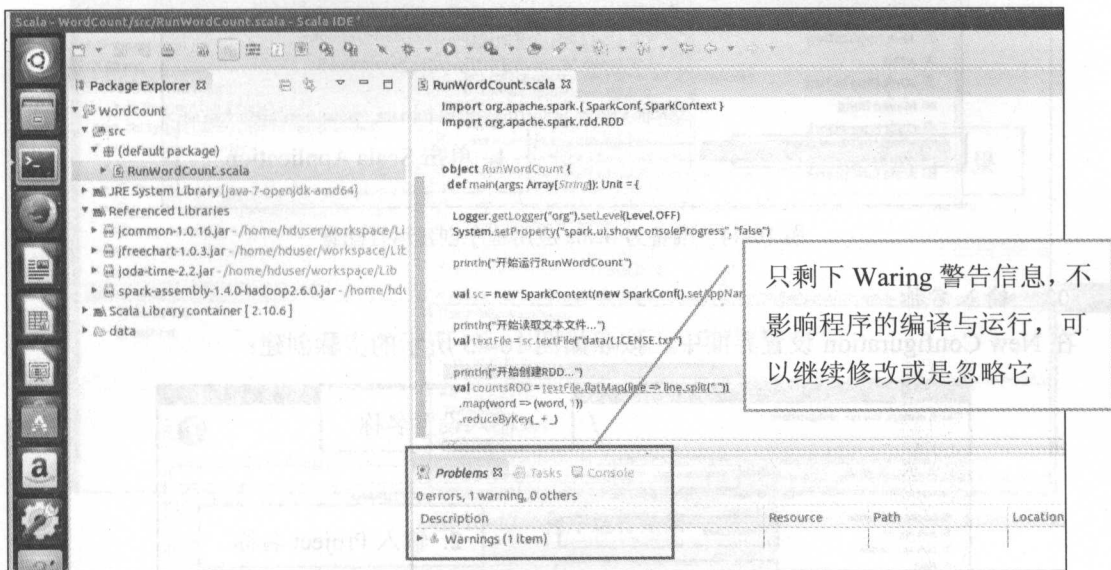 Scala - WordCount/src/RunWordCount.scala - Scala IDE
Package Explorer
WordCount
src
(default package)
RunWordCount.scala
JRE System Library [java-7-openjdk-amd64]
Referenced Libraries
jcommon-1.0.16.jar - /home/hduser/workspace/Li
jfreechart-1.0.3.jar - /home/hduser/workspace/Lit
joda-time-2.2.jar - /home/hduser/workspace/Lib
spark-assembly-1.4.0-hadoop2.6.0.jar - /home/hdu
Scala Library container [ 2.10.6 ]
data
RunWordCount.scala
import org.apache.spark.{ SparkConf, SparkContext }
import org.apache.spark.rdd.RDD
object RunWordCount {
def main(args: Array[String]): Unit = {
Logger.getLogger("org").setLevel(Level.OFF)
System.setProperty("spark.ui.showConsoleProgress", "false")
println("开始运行RunWordCount")
val sc = new SparkContext(new SparkConf().setAppNar
println("开始读取文本文件...")
val textFile = sc.textFile("data/LICENSE.txt")
println("开始创建RDD...")
val countsRDD = textFile.flatMap(line => line.split(" "))
.map(word => (word, 1))
.reduceByKey(_ + _)
只剩下 Waring 警告信息，不
影响程序的编译与运行，可
以继续修改或是忽略它
Problems Tasks Console
0 errors, 1 warning, 0 others
Description Resource Path Location
Warnings (1 item)